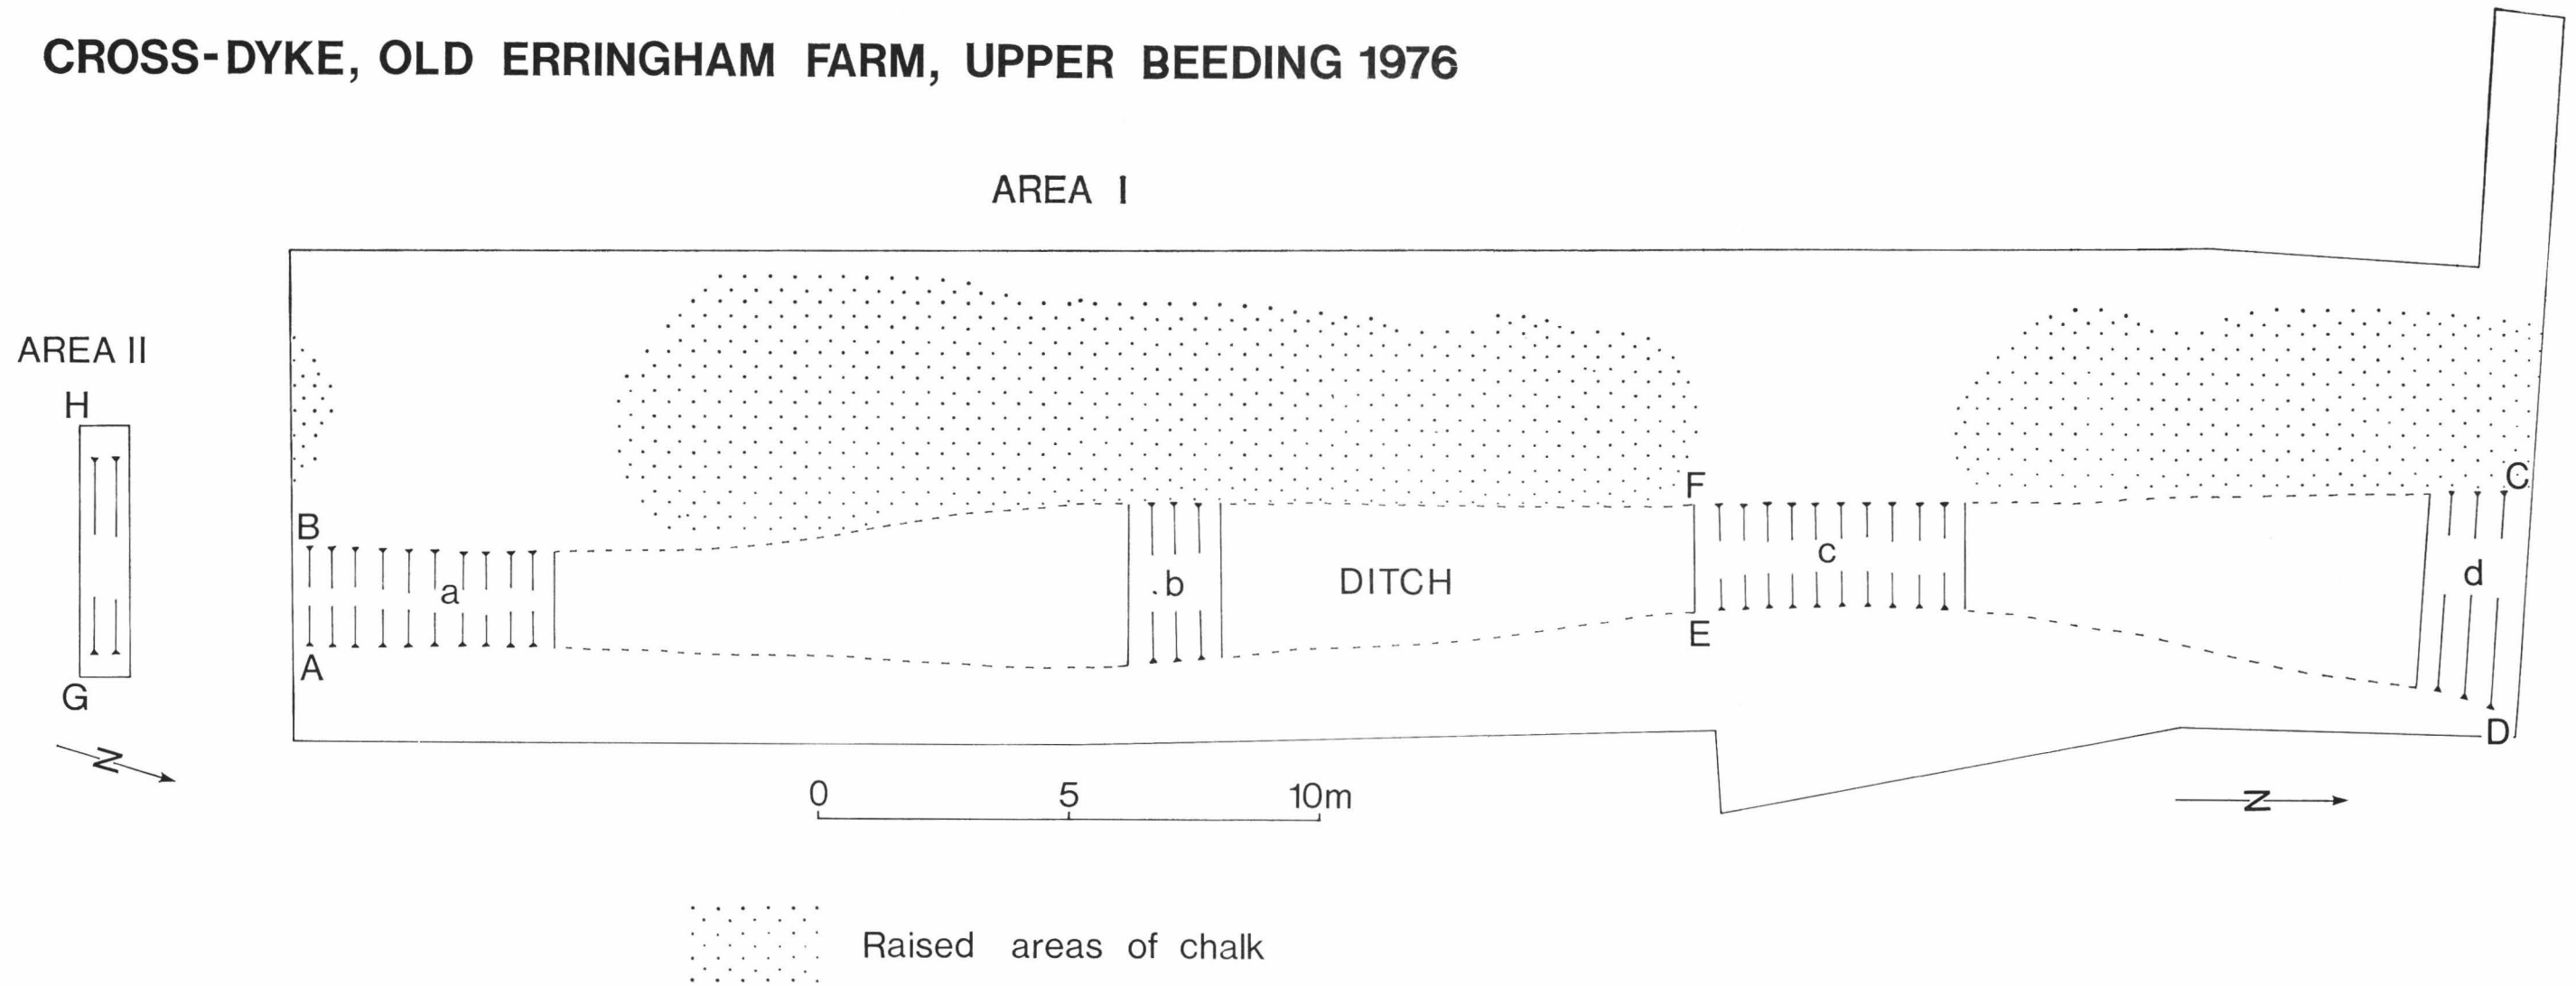 CROSS-DYKE, OLD ERRINGHAM FARM, UPPER BEEDING 1976
AREA I
AREA II
H
G
N
B
A
a
.b
DITCH
F
E
c
C
d
D
0 5 10m
N
Raised areas of chalk